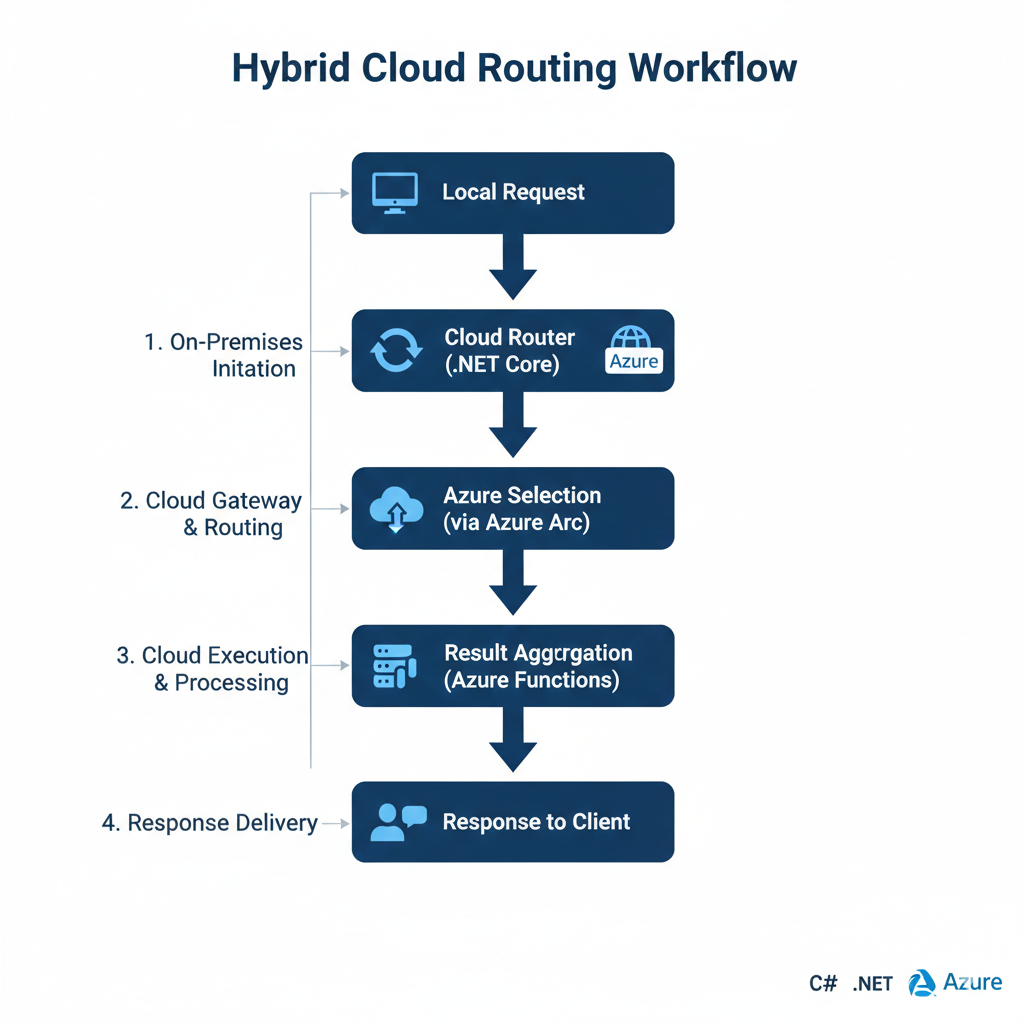 Hybrid Cloud Routing Workflow
Local Request
1. On-Premises
Initation
Cloud Router
(.NET Core)
Azure
2. Cloud Gateway
& Routing
Azure Selection
(via Azure Arc)
3. Cloud Execution
& Processing
Result Aggcrgation
(Azure Functions)
4. Response Delivery
Response to Client
C# .NET Azure